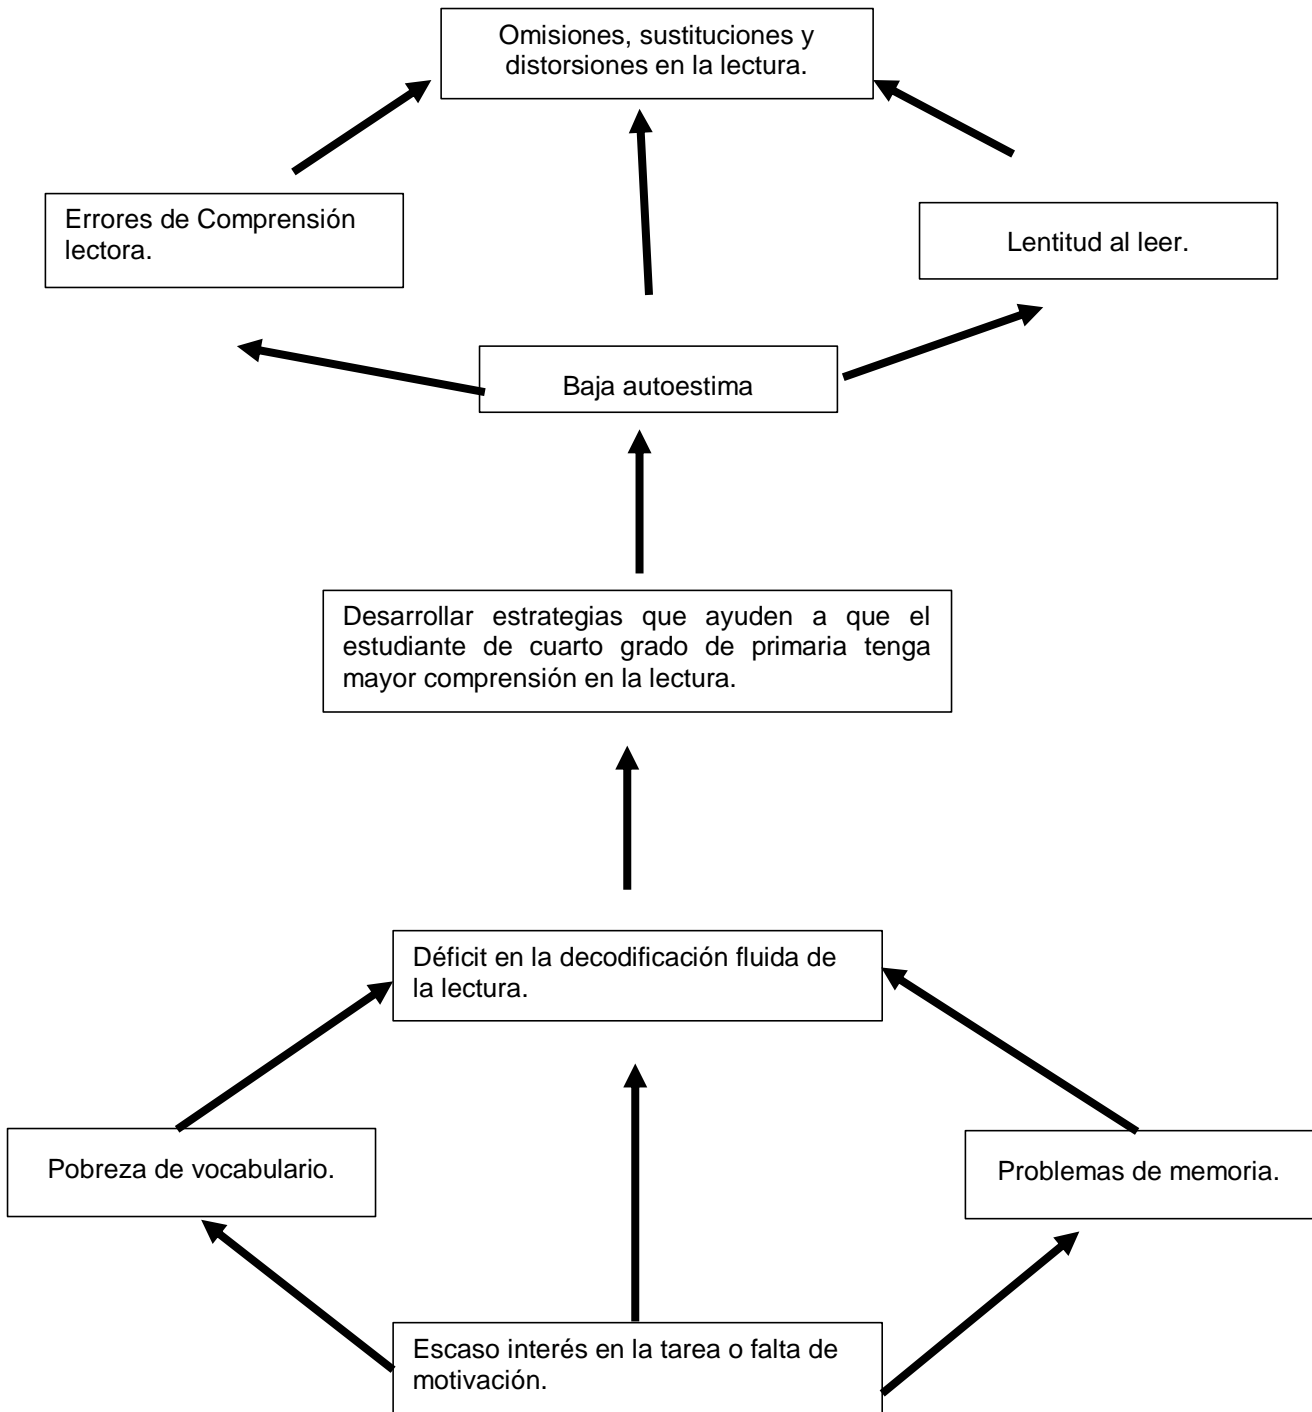 Omisiones, sustituciones y
distorsiones en la lectura.
Errores de Comprensión
lectora.
Lentitud al leer.
Baja autoestima
Desarrollar estrategias que ayuden a que el
estudiante de cuarto grado de primaria tenga
mayor comprensión en la lectura.
Déficit en la decodificación fluida de
la lectura.
Pobreza de vocabulario.
Problemas de memoria.
Escaso interés en la tarea o falta de
motivación.